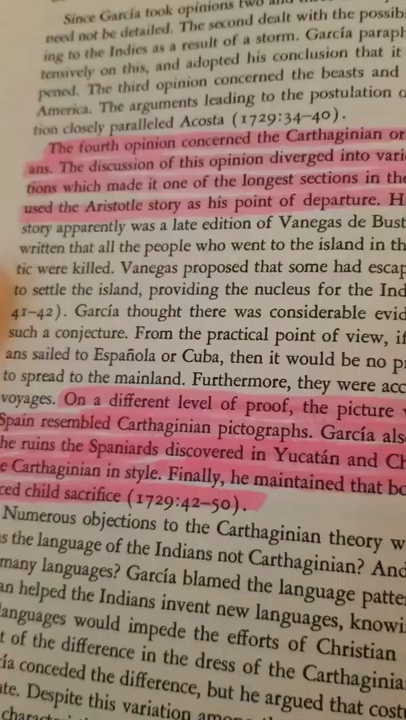 Since García took opinions two and
need not be detailed. The second dealt with the possib
ing to the Indies as a result of a storm. García paraph
tensively on this, and adopted his conclusion that it
pened. The third opinion concerned the beasts and
America. The arguments leading to the postulation o
tion closely paralleled Acosta (1729:34–40).
The fourth opinion concerned the Carthaginian or
ans. The discussion of this opinion diverged into vari
tions which made it one of the longest sections in the
used the Aristotle story as his point of departure. H
story apparently was a late edition of Vanegas de Bust
written that all the people who went to the island in th
tic were killed. Vanegas proposed that some had escap
to settle the island, providing the nucleus for the Ind
41–42). García thought there was considerable evid
such a conjecture. From the practical point of view, if
ans sailed to Española or Cuba, then it would be no p
to spread to the mainland. Furthermore, they were acc
voyages. On a different level of proof, the picture
Spain resembled Carthaginian pictographs. García als
he ruins the Spaniards discovered in Yucatán and Ch
e Carthaginian in style. Finally, he maintained that bo
ced child sacrifice (1729:42–50).
Numerous objections to the Carthaginian theory w
s the language of the Indians not Carthaginian? And
many languages? García blamed the language patte
an helped the Indians invent new languages, knowi
languages would impede the efforts of Christian
t of the difference in the dress of the Carthaginia
ía conceded the difference, but he argued that cost
ate. Despite this variation